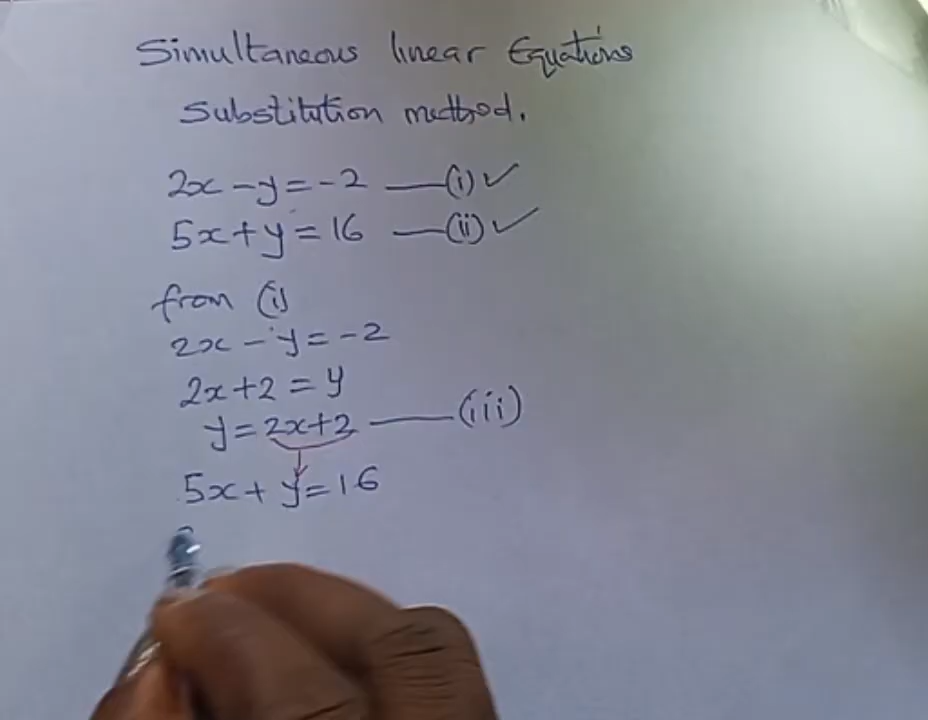 Simultaneous linear Equations
Substitution method.
2x - y = -2 —— (i) ✓
5x + y = 16 —— (ii) ✓
from (i)
2x - y = -2
2x + 2 = y
y = 2x + 2 —— (iii)
5x + y = 16